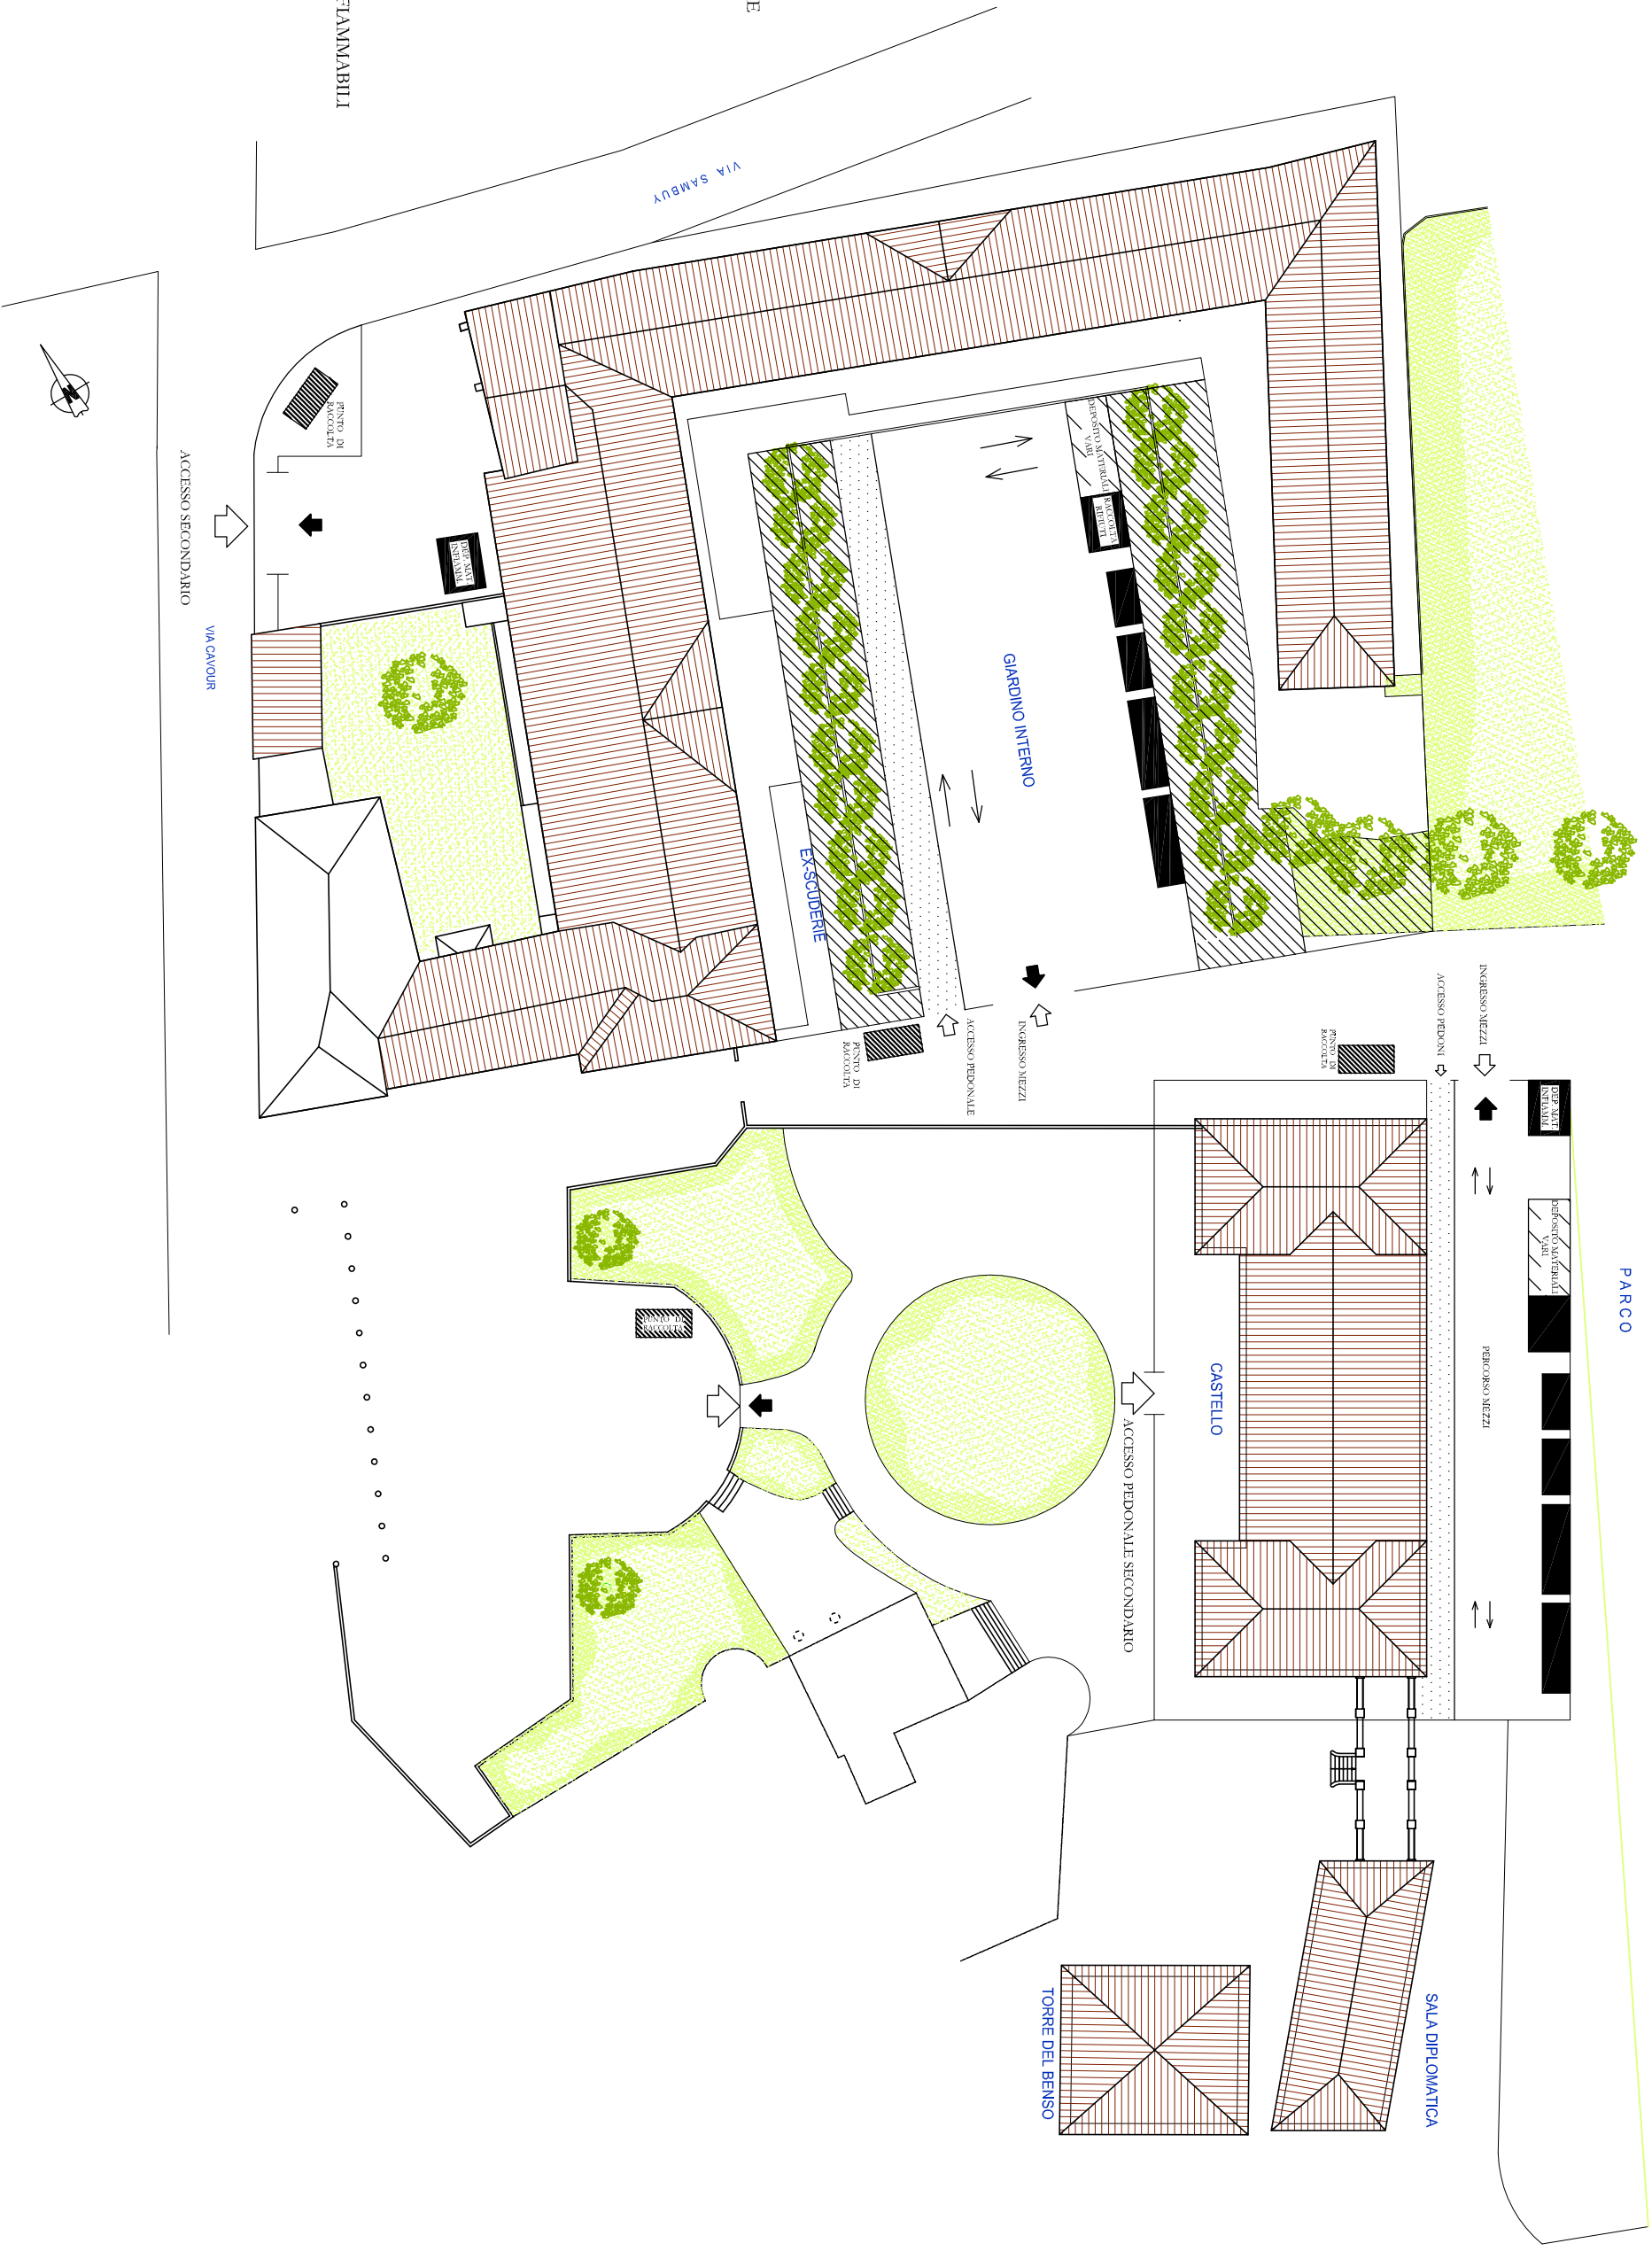 FIAMMABILI
E
VIA SAMBUY
PUNTO DI
RACCOLTA
ACCESSO SECONDARIO
VIA CAVOUR
DEP. MAT.
INFIAMM.
DEPOSITO MATERIALI
VARI
RACCOLTA
RIFIUTI
GIARDINO INTERNO
EX-SCUDERIE
PUNTO DI
RACCOLTA
ACCESSO PEDONALE
INGRESSO MEZZI
PUNTO DI
RACCOLTA
ACCESSO PEDONI
INGRESSO MEZZI
DEP. MAT.
INFIAMM.
DEPOSITO MATERIALI
VARI
PARCO
PERCORSO MEZZI
PUNTO DI
RACCOLTA
CASTELLO
ACCESSO PEDONALE SECONDARIO
SALA DIPLOMATICA
TORRE DEL BENSO
N